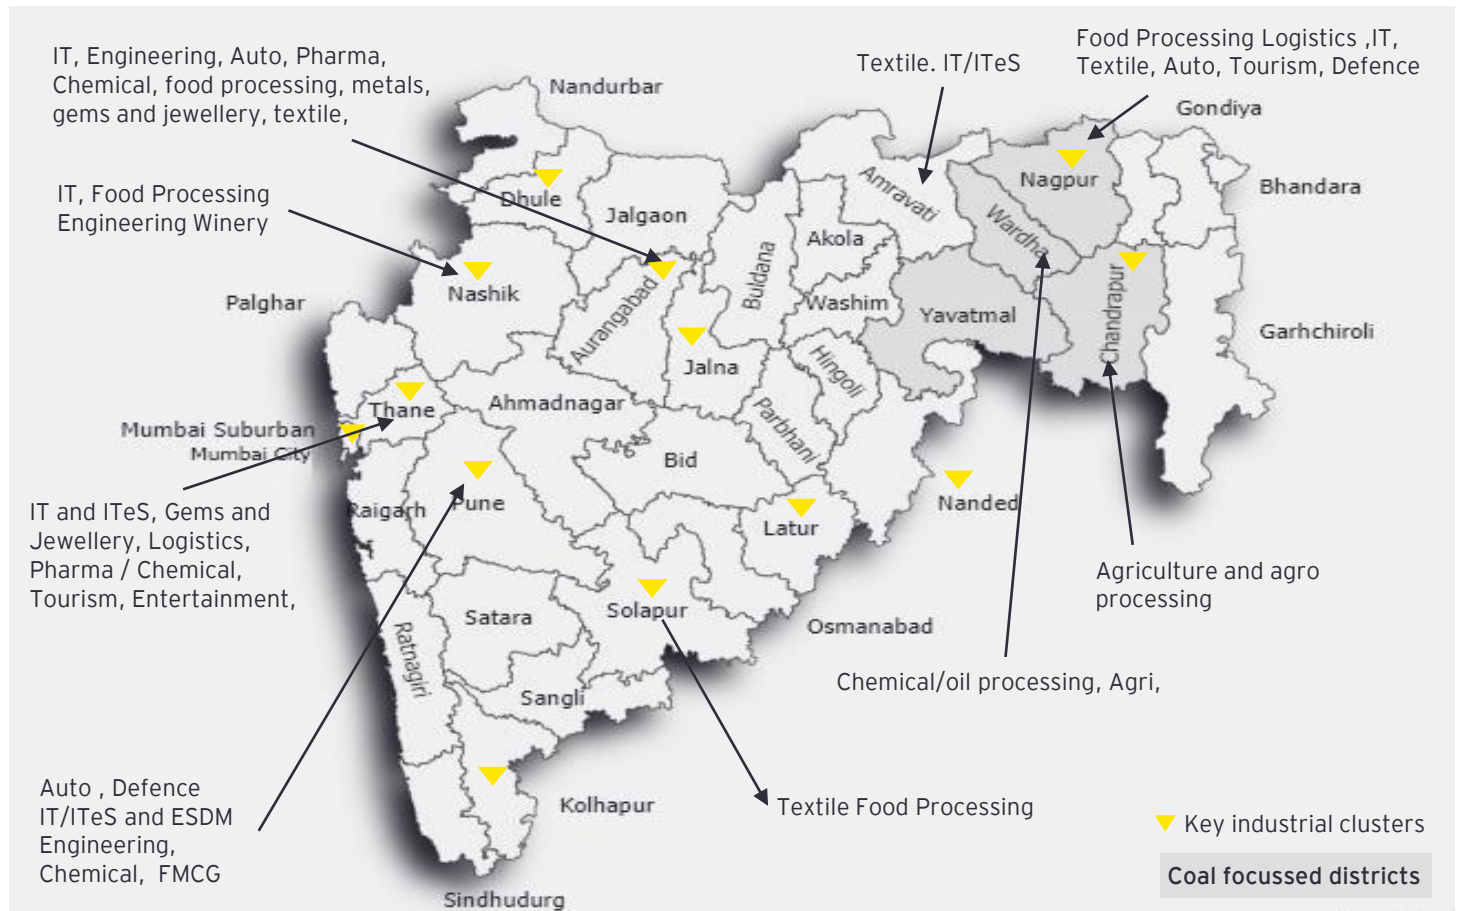 IT, Engineering, Auto, Pharma,
Chemical, food processing, metals,
gems and jewellery, textile,
Nandurbar
Textile. IT/ITeS
Food Processing Logistics ,IT,
Textile, Auto, Tourism, Defence
Gondiya
IT, Food Processing
Engineering Winery
Dhule
Jalgaon
Amravati
Nagpur
Bhandara
Wardha
Akola
Buldana
Palghar
Nashik
Aurangabad
Washim
Yavatmal
Chandrapur
Garhchiroli
Jalna
Hingoli
Thane
Ahmadnagar
Parbhani
Mumbai Suburban
Mumbai City
Bid
Raigarh
Pune
Latur
Nanded
IT and ITeS, Gems and
Jewellery, Logistics,
Pharma / Chemical,
Tourism, Entertainment,
Agriculture and agro
processing
Satara
Solapur
Osmanabad
Ratnagiri
Sangli
Chemical/oil processing, Agri,
Auto , Defence
IT/ITeS and ESDM
Engineering,
Chemical, FMCG
Kolhapur
Textile Food Processing
Key industrial clusters
Coal focussed districts
Sindhudurg